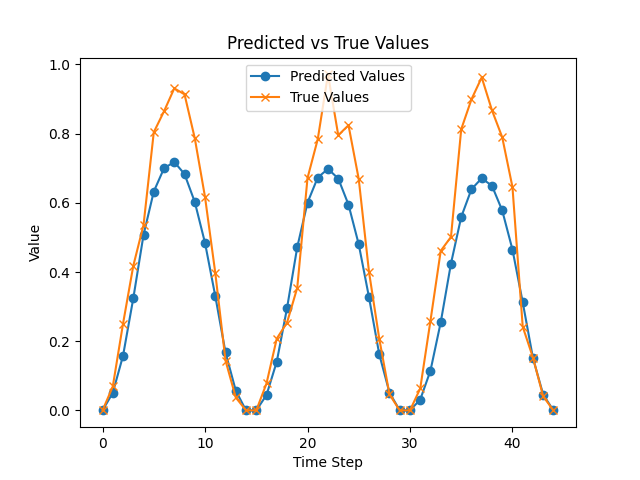 Predicted vs True Values
Predicted Values
True Values
1.0
0.8
0.6
0.4
0.2
0.0
Value
0 10 20 30 40
Time Step